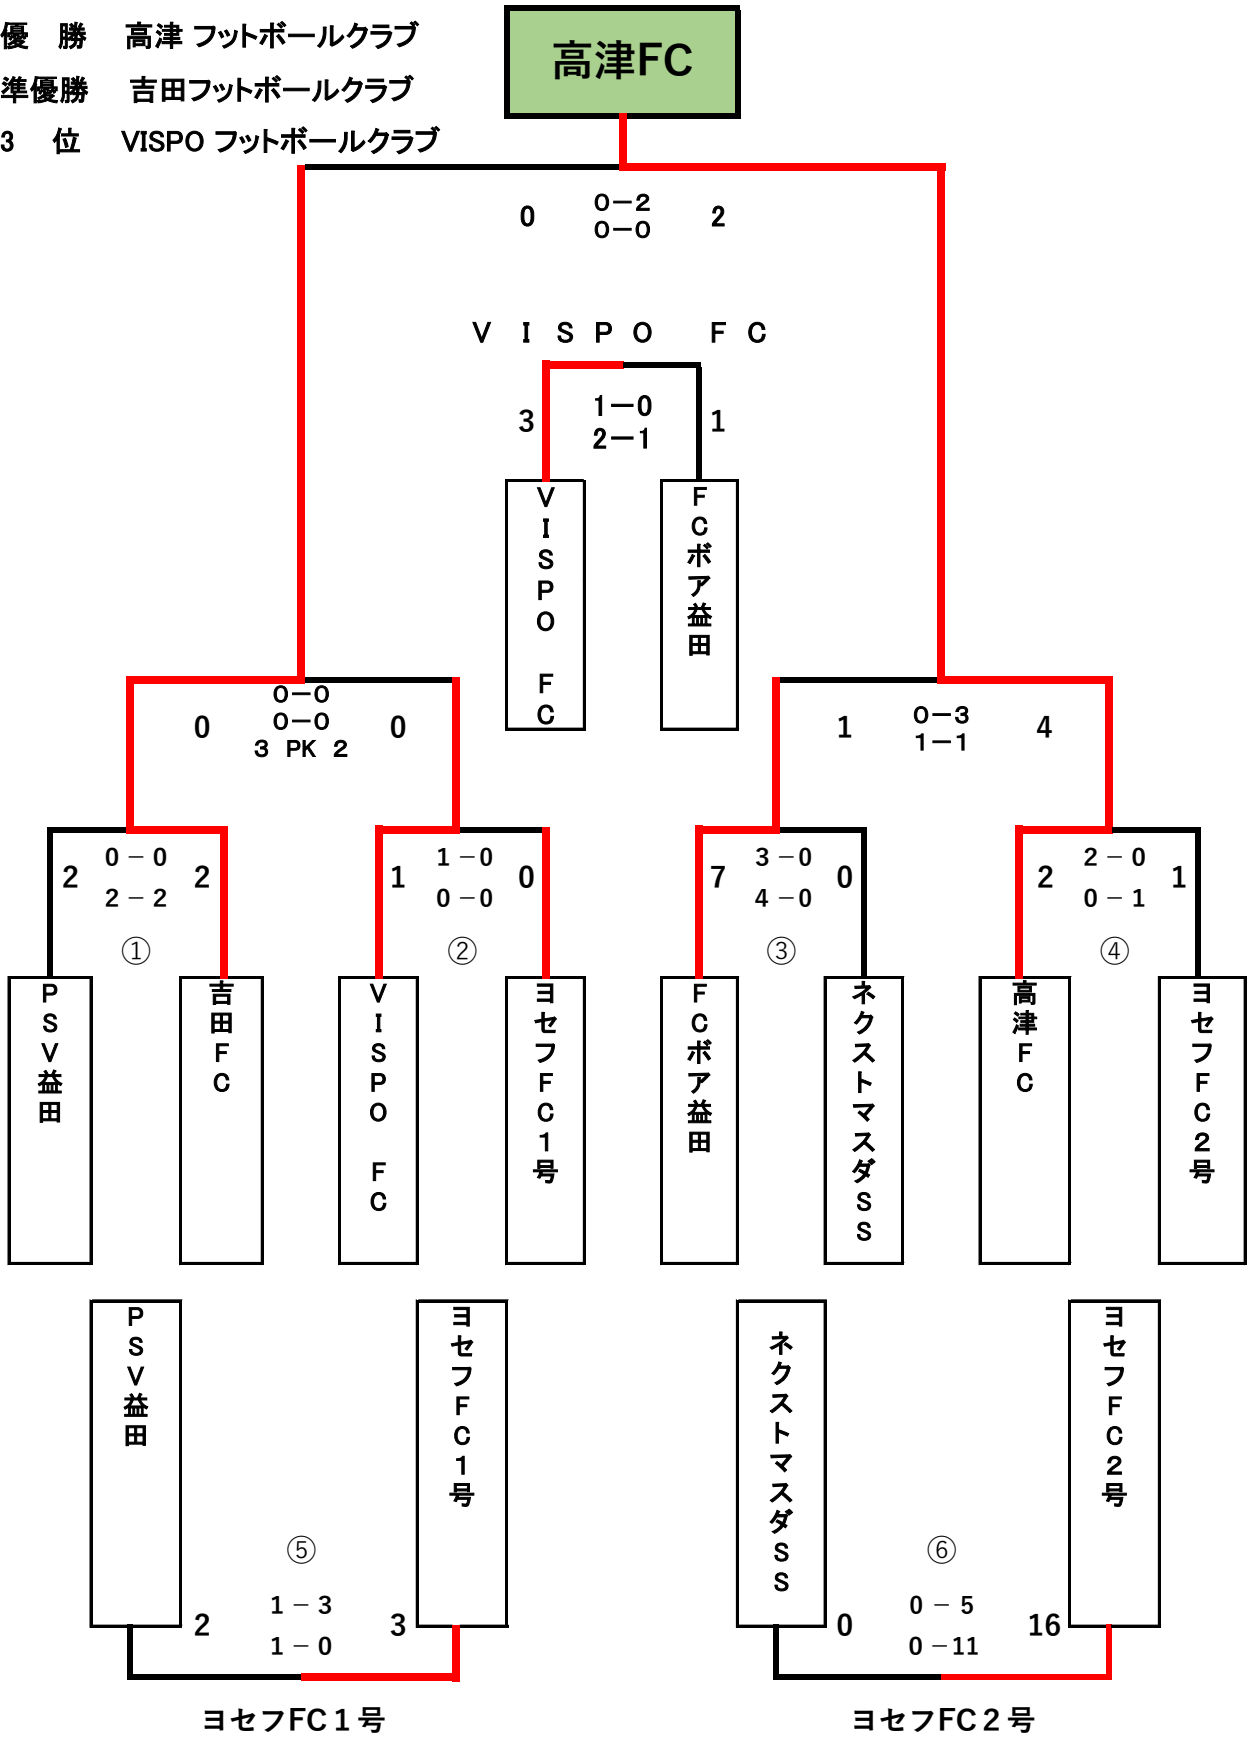 優　勝　高津 フットボールクラブ
準優勝　吉田フットボールクラブ
3　位　VISPO フットボールクラブ
高津FC
0 0－2 2
0－0
ＶＩＳＰＯ　ＦＣ
3 1－0 1
2－1
ＶＩＳＰＯ　ＦＣ
ＦＣボア益田
0－0
0 0－0 0
3 PK 2
1 0－3 4
1－1
2 0－0 2
2－2
①
1 1－0 0
0－0
②
7 3－0 0
4－0
③
2 2－0 1
0－1
④
ＰＳＶ益田
吉田ＦＣ
ＶＩＳＰＯ　ＦＣ
ヨセフＦＣ１号
ＦＣボア益田
ネクストマスダＳＳ
高津ＦＣ
ヨセフＦＣ２号
ＰＳＶ益田
ヨセフＦＣ１号
ネクストマスダＳＳ
ヨセフＦＣ２号
⑤
2 1－3 3
1－0
⑥
0 0－5 16
0－11
ヨセフFC１号
ヨセフFC２号